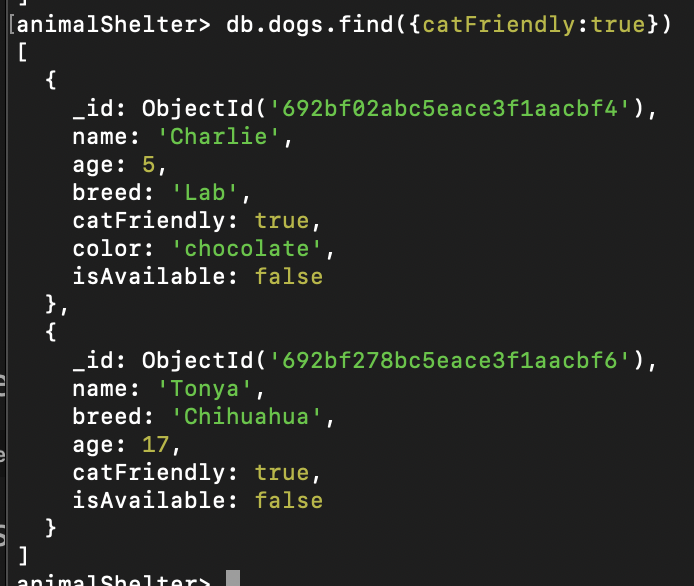 ]
[animalShelter> db.dogs.find({catFriendly:true})
[
{
_id: ObjectId('692bf02abc5eace3f1aacbf4'),
name: 'Charlie',
age: 5,
breed: 'Lab',
catFriendly: true,
color: 'chocolate',
isAvailable: false
},
{
_id: ObjectId('692bf278bc5eace3f1aacbf6'),
name: 'Tonya',
breed: 'Chihuahua',
age: 17,
catFriendly: true,
isAvailable: false
}
]
animalShelter>